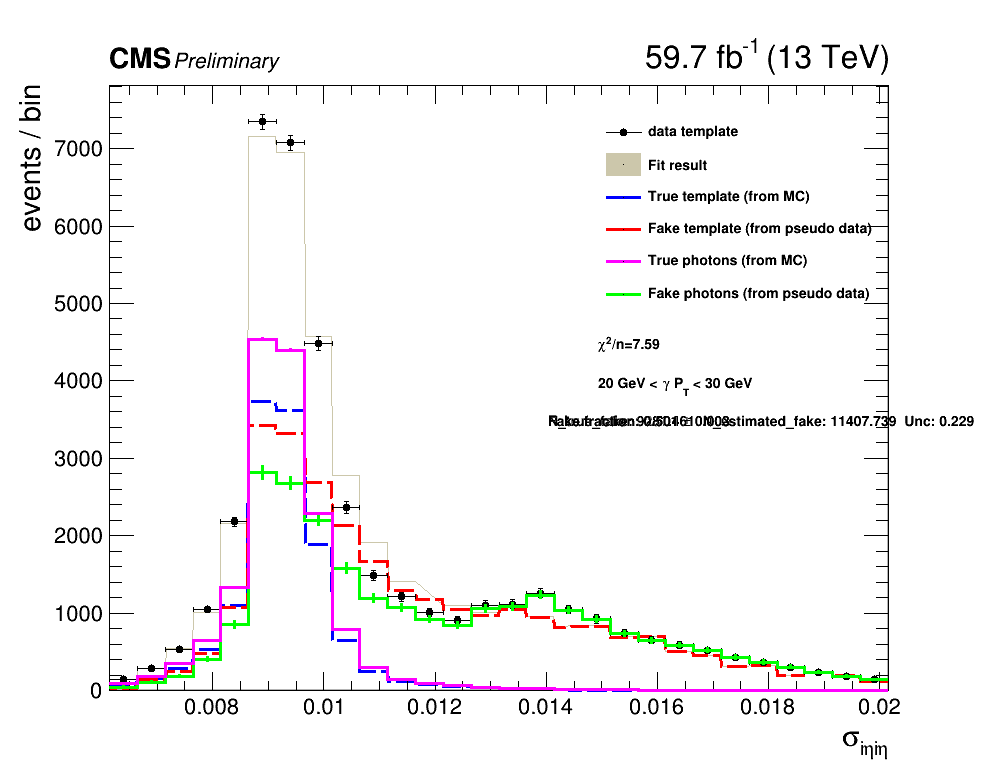 CMS Preliminary
59.7 fb-1 (13 TeV)
events / bin
7000
6000
5000
4000
3000
2000
1000
0
data template
Fit result
True template (from MC)
Fake template (from pseudo data)
True photons (from MC)
Fake photons (from pseudo data)
χ2/n=7.59
20 GeV < γ PT < 30 GeV
estimated_fake: 11407.739 Unc: 0.229
0.008
0.01
0.012
0.014
0.016
0.018
0.02
σiηiη